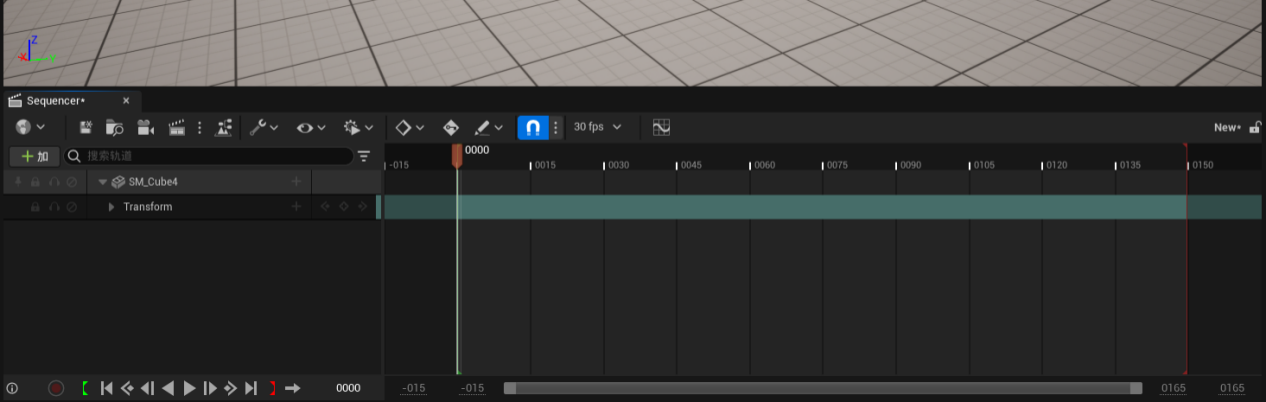 Z
X
Y
Sequencer*
30 fps
New*
加
搜索轨道
0000
-015
0015
0030
0045
0060
0075
0090
0105
0120
0135
0150
SM_Cube4
Transform
0000
-015
-015
0165
0165